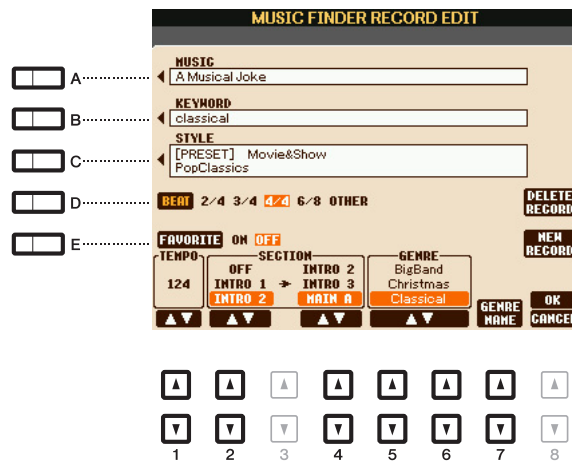 MUSIC FINDER RECORD EDIT
MUSIC
A Musical Joke
A
KEYWORD
classical
B
STYLE
[PRESET] Movie&Show
PopClassics
C
BEAT 2/4 3/4 4/4 6/8 OTHER
D
DELETE
RECORD
FAVORITE ON OFF
E
NEW
RECORD
TEMPO SECTION GENRE
OFF INTRO 2 BigBand
124 INTRO 1 INTRO 3 Christmas
INTRO 2 MAIN A Classical
GENRE
NAME
OK
CANCEL
1 2 3 4 5 6 7 8